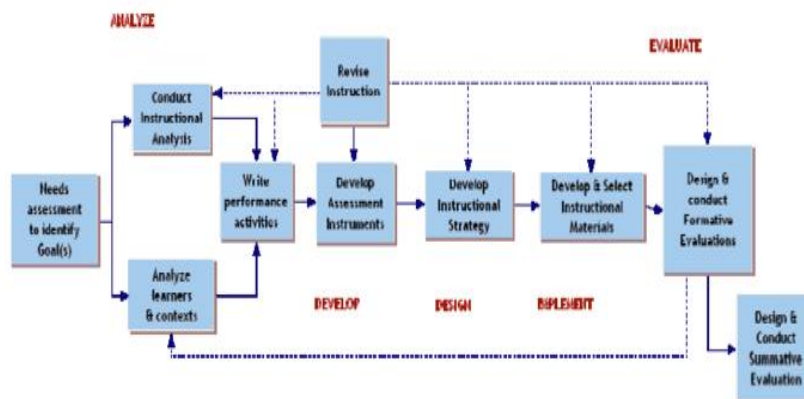 ANALYZE
EVALUATE
Revise
Instruction
Conduct
Instructional
Analysis
Needs
assessment
to identify
Goal(s)
Write
performance
activities
Develop
Assessment
Instruments
Develop
Instructional
Strategy
Develop & Select
Instructional
Materials
Design &
conduct
Formative
Evaluations
Analyze
learners
& contexts
DEVELOP
DESIGN
IMPLEMENT
Design &
Conduct
Summative
Evaluation